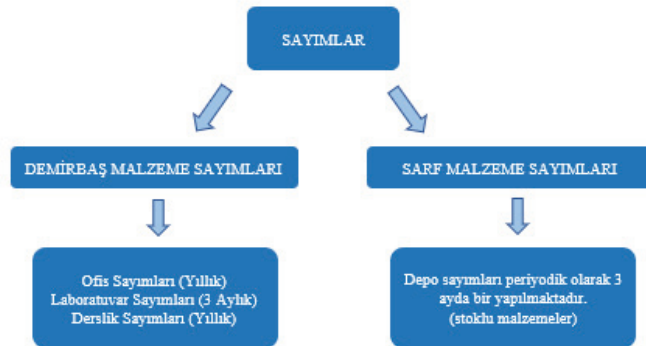 SAYIMLAR
DEMİRBAŞ MALZEME SAYIMLARI
SARF MALZEME SAYIMLARI
Ofis Sayımları (Yıllık)
Laboratuvar Sayımları (3 Aylık)
Derslik Sayımları (Yıllık)
Depo sayımları periyodik olarak 3
ayda bir yapılmaktadır.
(stoklu malzemeler)